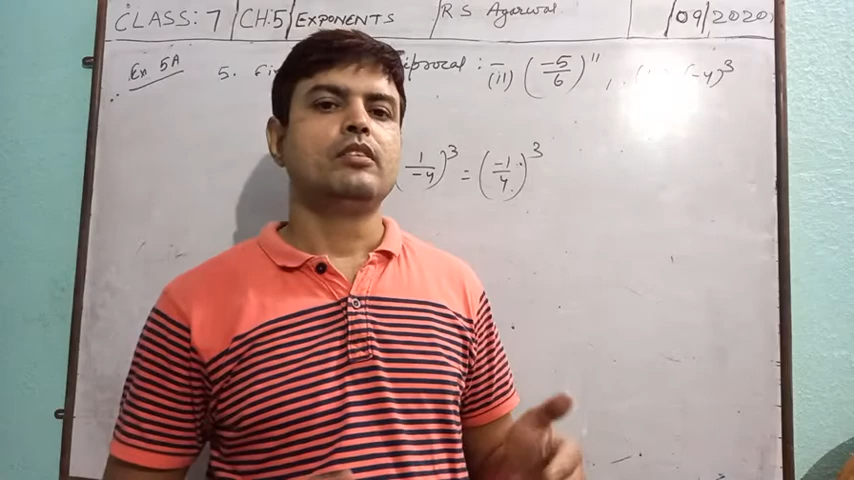 CLASS: 7 | CH:5 | EXPONENTS | R S Agarwal | /09/2020
Ex 5A 5. iprocal : (ii) (-5/6)^11, -4)^3
(1/-4)^3 = (-1/4)^3